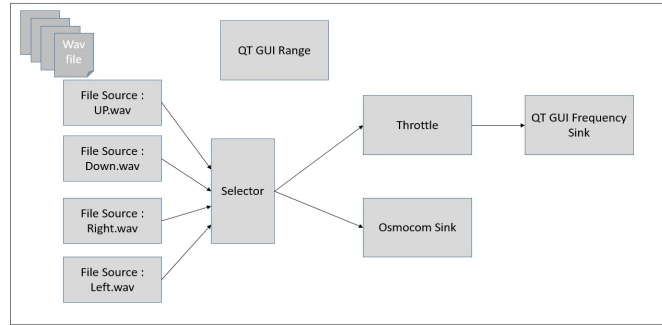 Wav
file
QT GUI Range
File Source :
UP.wav
File Source :
Down.wav
File Source :
Right.wav
File Source :
Left.wav
Selector
Throttle
QT GUI Frequency
Sink
Osmocom Sink